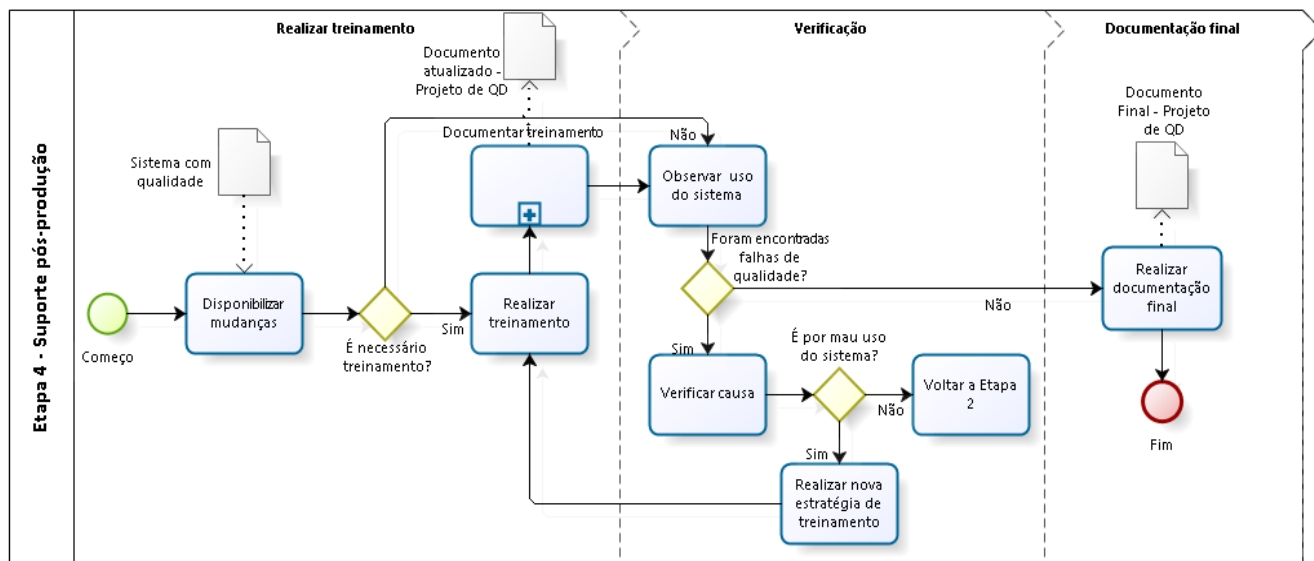 Etapa 4 - Suporte pós-produção
Realizar treinamento
Verificação
Documentação final
Documento
atualizado -
Projeto de QD
Documento
Final - Projeto
de QD
Sistema com
qualidade
Documentar treinamento
Não
Observar uso
do sistema
Foram encontradas
falhas de
qualidade?
Começo
Disponibilizar
mudanças
É necessário
treinamento?
Sim
Realizar
treinamento
Não
Realizar
documentação
final
Sim
É por mau uso
do sistema?
Verificar causa
Não
Voltar a Etapa
2
Sim
Realizar nova
estratégia de
treinamento
Fim